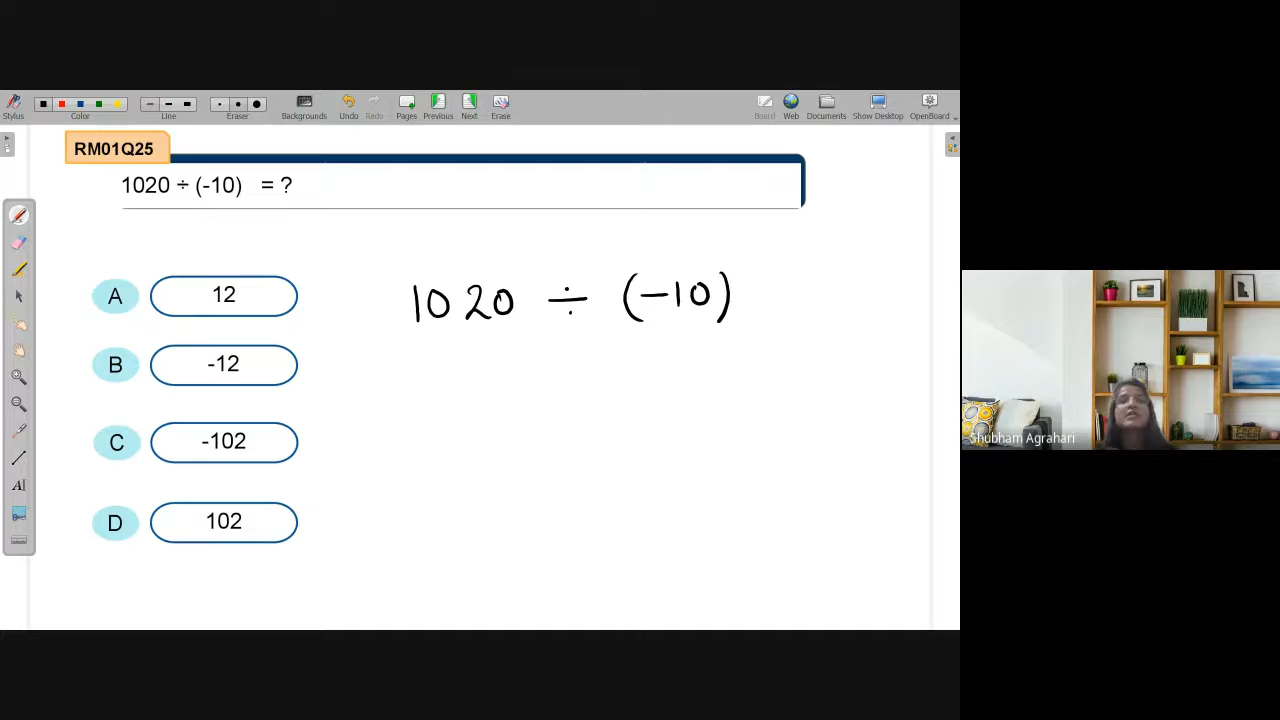 Stylus
Color
Line
Eraser
Backgrounds
Undo
Redo
Pages
Previous
Next
Erase
Board
Web
Documents
Show Desktop
OpenBoard
RM01Q25
1020 ÷ (-10) = ?
A 12
1020 ÷ (-10)
B -12
C -102
D 102
Shubham Agrahari